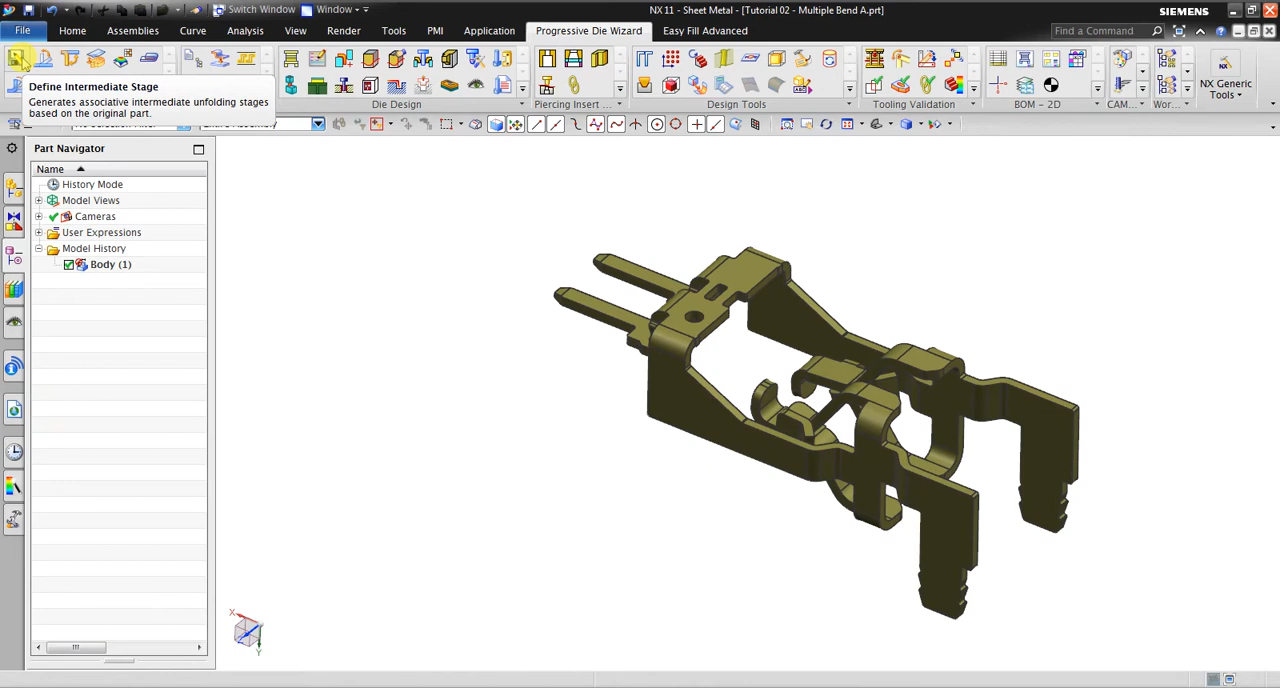 Switch Window
Window
NX 11 - Sheet Metal - [Tutorial 02 - Multiple Bend A.prt]
SIEMENS
File
Home
Assemblies
Curve
Analysis
View
Render
Tools
PMI
Application
Progressive Die Wizard
Easy Fill Advanced
Find a Command
Define Intermediate Stage
Generates associative intermediate unfolding stages
based on the original part.
Die Design
Piercing Insert ...
Design Tools
Tooling Validation
BOM - 2D
CAM...
Wor...
NX Generic
Tools
Part Navigator
Name
History Mode
Model Views
Cameras
User Expressions
Model History
Body (1)
X
Y